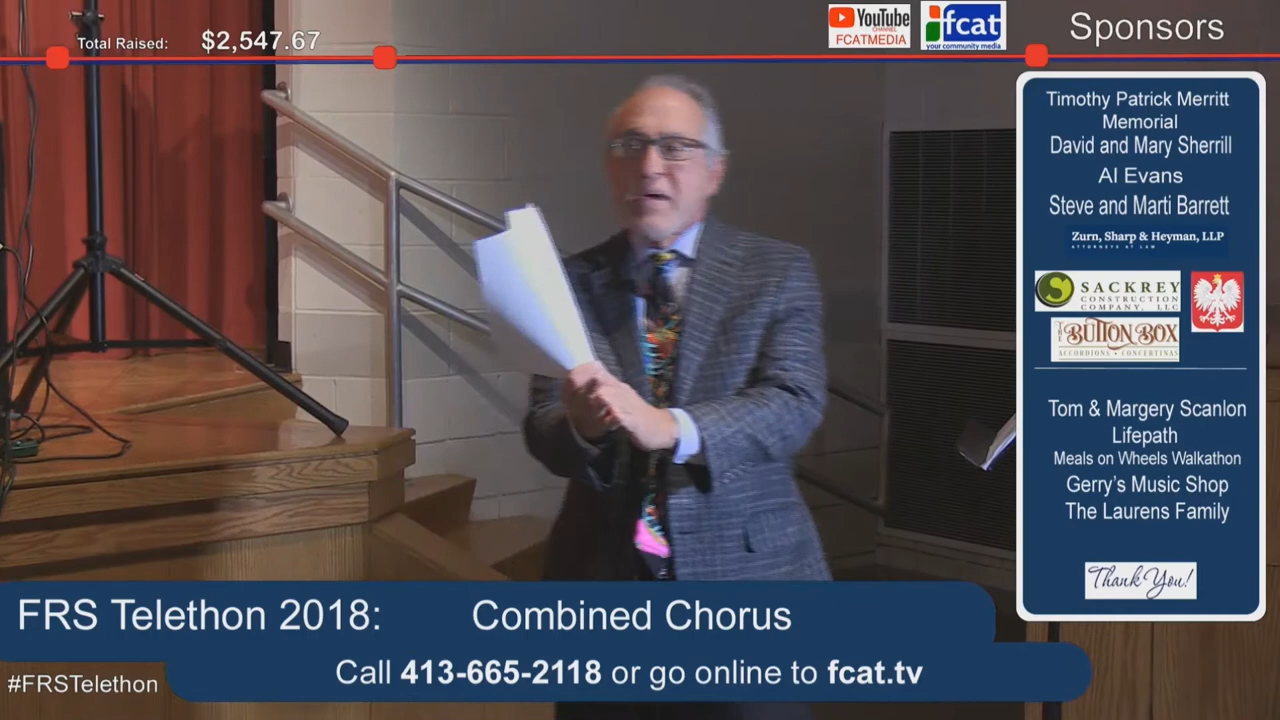 Total Raised: $2,547.67
YouTube
CHANNEL
FCATMEDIA
fcat
your community media
Sponsors
Timothy Patrick Merritt
Memorial
David and Mary Sherrill
Al Evans
Steve and Marti Barrett
Zurn, Sharp & Heyman, LLP
ATTORNEYS AT LAW
SACKREY
CONSTRUCTION
COMPANY, LLC
THE
BUTTON BOX
ACCORDIONS • CONCERTINAS
Tom & Margery Scanlon
Lifepath
Meals on Wheels Walkathon
Gerry's Music Shop
The Laurens Family
Thank You!
FRS Telethon 2018: Combined Chorus
Call 413-665-2118 or go online to fcat.tv
#FRSTelethon